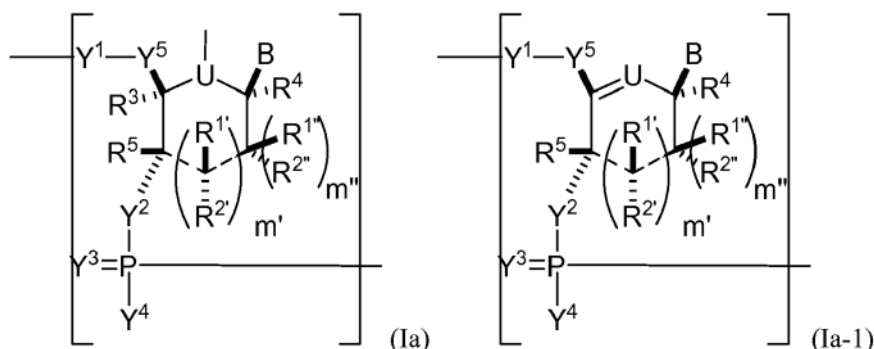 Y¹ Y⁵ U B
R³ R⁴
R⁵ R¹' R¹"
R²' R²" m"
Y² m'
Y³=P
Y⁴
(Ia)
Y¹ Y⁵ U B
R⁴
R⁵ R¹' R¹"
R²' R²" m"
Y² m'
Y³=P
Y⁴
(Ia-1)